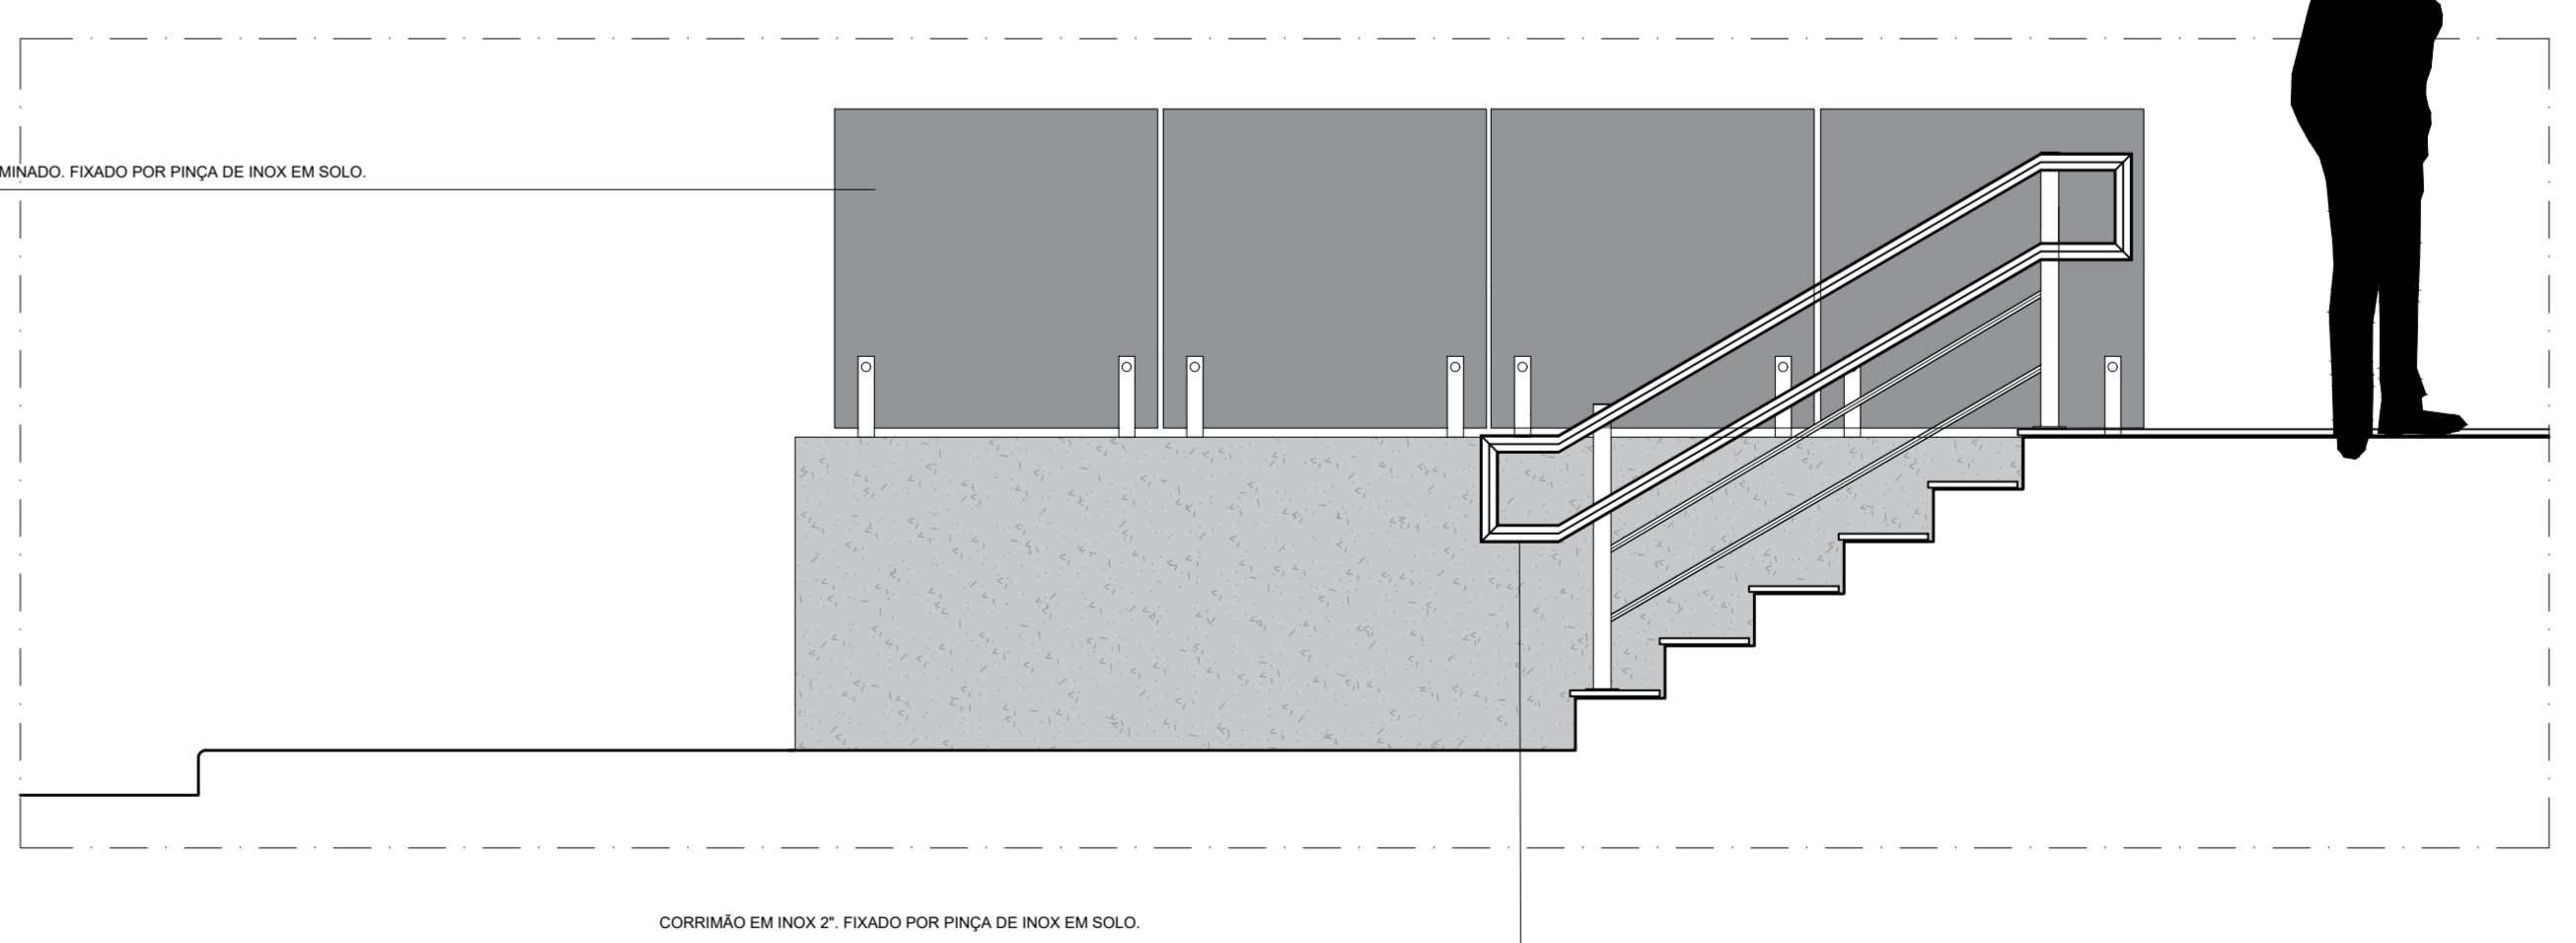 MINADO. FIXADO POR PINÇA DE INOX EM SOLO.
CORRIMÃO EM INOX 2". FIXADO POR PINÇA DE INOX EM SOLO.